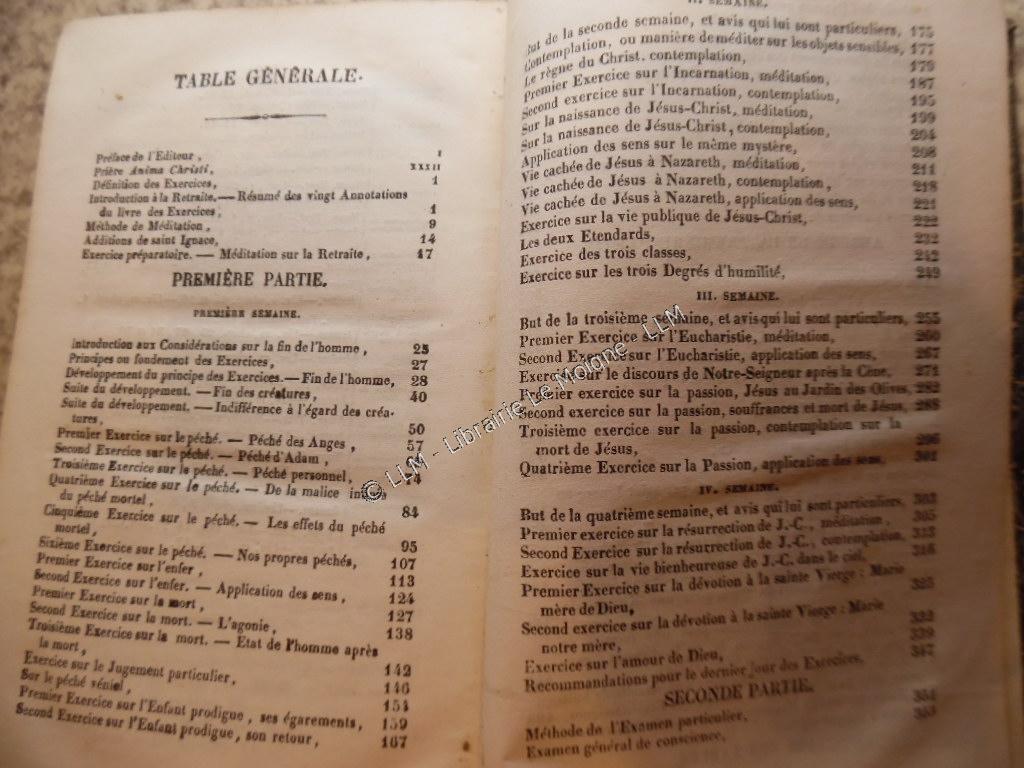 TABLE GÉNÉRALE.
Préface de l'Editeur, I
Prière Anima Christi, XXXII
Définition des Exercices, 1
Introduction à la Retraite. — Résumé des vingt Annotations
du livre des Exercices, 1
Méthode de Méditation, 9
Additions de saint Ignace, 14
Exercice préparatoire. — Méditation sur la Retraite, 17
PREMIÈRE PARTIE.
PREMIÈRE SEMAINE.
Introduction aux Considérations sur la fin de l'homme, 25
Principes ou fondement des Exercices, 27
Développement du principe des Exercices. — Fin de l'homme, 28
Suite du développement. — Fin des créatures, 40
Suite du développement. — Indifférence à l'égard des créa-
tures, 50
Premier Exercice sur le péché. — Péché des Anges, 57
Second Exercice sur le péché. — Péché d'Adam,
Troisième Exercice sur le péché. — Péché personnel, 74
Quatrième Exercice sur le péché. — De la malice
du péché mortel, 84
Cinquième Exercice sur le péché. — Les effets du péché
mortel, 95
Sixième Exercice sur le péché. — Nos propres péchés, 107
Premier Exercice sur l'enfer, 113
Second Exercice sur l'enfer. — Application des sens, 124
Premier Exercice sur la mort, 127
Second Exercice sur la mort. — L'agonie, 138
Troisième Exercice sur la mort. — Etat de l'homme après
la mort, 142
Exercice sur le Jugement particulier, 146
Sur le péché véniel, 154
Premier Exercice sur l'Enfant prodigue, ses égarements, 159
Second Exercice sur l'Enfant prodigue, son retour, 167
II. SEMAINE.
But de la seconde semaine, et avis qui lui sont particuliers, 175
Contemplation, ou manière de méditer sur les objets sensibles, 177
Le règne du Christ. contemplation, 179
Premier Exercice sur l'Incarnation, méditation, 187
Second exercice sur l'Incarnation, contemplation, 195
Sur la naissance de Jésus-Christ, méditation, 199
Sur la naissance de Jésus-Christ, contemplation, 204
Application des sens sur le même mystère, 208
Vie cachée de Jésus à Nazareth, méditation, 211
Vie cachée de Jésus à Nazareth, contemplation, 218
Vie cachée de Jésus à Nazareth, application des sens, 221
Exercice sur la vie publique de Jésus-Christ, 222
Les deux Etendards, 232
Exercice des trois classes, 242
Exercice sur les trois Degrés d'humilité, 249
III. SEMAINE.
But de la troisième semaine, et avis qui lui sont particuliers, 255
Premier Exercice sur l'Eucharistie, méditation, 260
Second Exercice sur l'Eucharistie, application des sens, 267
Exercice sur le discours de Notre-Seigneur après la Cène, 271
Premier exercice sur la passion, Jésus au Jardin des Olives, 282
Second exercice sur la passion, souffrances et mort de Jésus, 288
Troisième exercice sur la passion, contemplation sur la
mort de Jésus, 296
Quatrième Exercice sur la Passion, application des sens, 301
IV. SEMAINE.
But de la quatrième semaine, et avis qui lui sont particuliers, 303
Premier exercice sur la résurrection de J.-C., méditation, 305
Second Exercice sur la résurrection de J.-C., contemplation, 313
Exercice sur la vie bienheureuse de J.-C. dans le ciel, 316
Premier Exercice sur la dévotion à la sainte Vierge : Marie
mère de Dieu, 325
Second exercice sur la dévotion à la sainte Vierge : Marie
notre mère, 332
Exercice sur l'amour de Dieu, 339
Recommandations pour le dernier jour des Exercices, 347
SECONDE PARTIE.
Méthode de l'Examen particulier, 351
Examen général de conscience, 353
© LLM - Librairie Le Molone - LLM